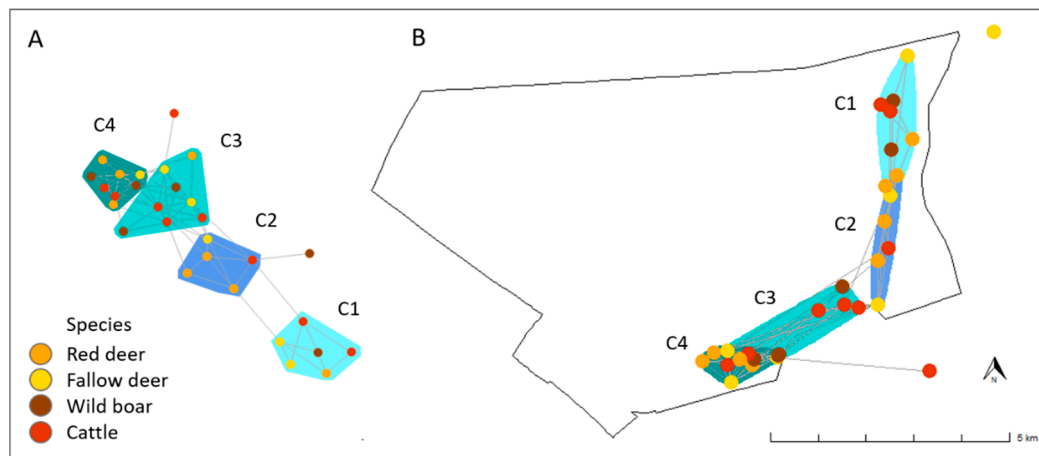 A
B
C4
C3
C2
C1
Species
Red deer
Fallow deer
Wild boar
Cattle
C1
C2
C3
C4
N
5 km